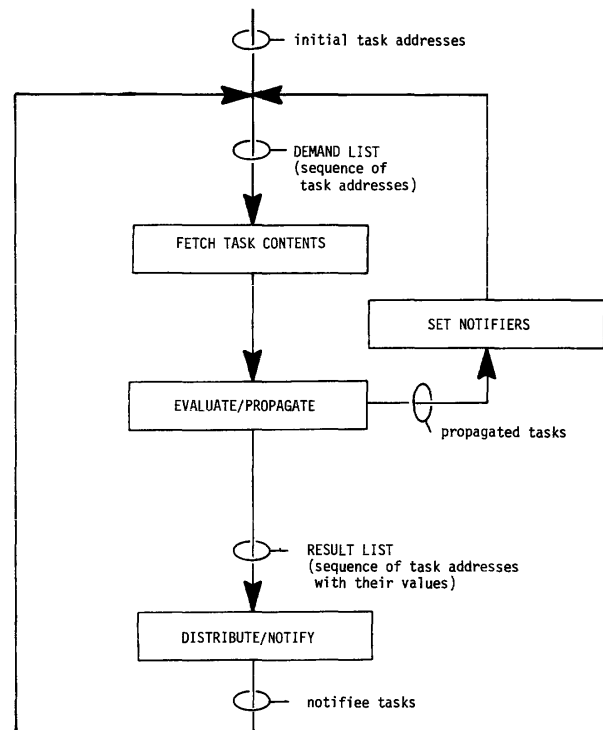 initial task addresses
DEMAND LIST
(sequence of
task addresses)
FETCH TASK CONTENTS
SET NOTIFIERS
EVALUATE/PROPAGATE
propagated tasks
RESULT LIST
(sequence of task addresses
with their values)
DISTRIBUTE/NOTIFY
notifiee tasks